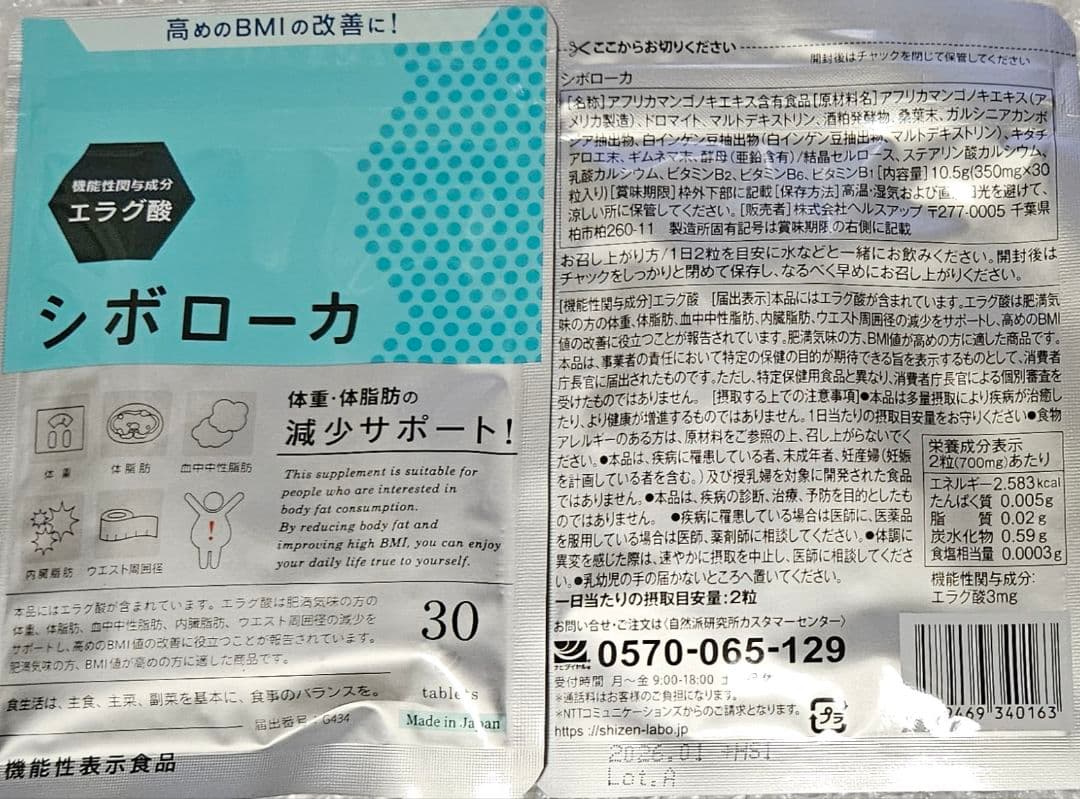 高めのBMIの改善に!
機能性関与成分
エラグ酸
シボローカ
体重・体脂肪の
減少サポート!
体重
体脂肪
血中中性脂肪
内臓脂肪
ウエスト周囲径
This supplement is suitable for
people who are interested in
body fat consumption.
By reducing body fat and
improving high BMI, you can enjoy
your daily life true to yourself.
本品にはエラグ酸が含まれています。エラグ酸は肥満気味の方の
体重、体脂肪、血中中性脂肪、内臓脂肪、ウエスト周囲径の減少を
サポートし、高めのBMI値の改善に役立つことが報告されています。
肥満気味の方、BMI値が高めの方に適した商品です。
30
tablets
食生活は、主食、主菜、副菜を基本に、食事のバランスを。
届出番号:G434
Made in Japan
機能性表示食品
ここからお切りください
開封後はチャックを閉じて保管してください
シボローカ
[名称]アフリカマンゴノキエキス含有食品[原材料名]アフリカマンゴノキエキス(ア
メリカ製造)、ドロマイト、マルトデキストリン、酒粕発酵物、桑葉末、ガルシニアカンボ
ジア抽出物、白インゲン豆抽出物(白インゲン豆抽出物、マルトデキストリン)、キダチ
アロエ末、ギムネマ末、酵母(亜鉛含有)/結晶セルロース、ステアリン酸カルシウム、
乳酸カルシウム、ビタミンB2、ビタミンB6、ビタミンB1[内容量]10.5g(350mg×30
粒入り)[賞味期限]枠外下部に記載[保存方法]高温・湿気および直 光を避けて、
涼しい所に保管してください。[販売者]株式会社ヘルスアップ 〒277-0005 千葉県
柏市柏260-11 製造所固有記号は賞味期限の右側に記載
お召し上がり方/1日2粒を目安に水などと一緒にお飲みください。開封後は
チャックをしっかりと閉めて保存し、なるべく早めにお召し上がりください。
[機能性関与成分]エラグ酸 [届出表示]本品にはエラグ酸が含まれています。エラグ酸は肥満気
味の方の体重、体脂肪、血中中性脂肪、内臓脂肪、ウエスト周囲径の減少をサポートし、高めのBMI
値の改善に役立つことが報告されています。肥満気味の方、BMI値が高めの方に適した商品です。
本品は、事業者の責任において特定の保健の目的が期待できる旨を表示するものとして、消費者
庁長官に届出されたものです。ただし、特定保健用食品と異なり、消費者庁長官による個別審査を
受けたものではありません。 [摂取する上での注意事項]●本品は多量摂取により疾病が治癒し
たり、より健康が増進するものではありません。1日当たりの摂取目安量をお守りください●食物
アレルギーのある方は、原材料をご参照の上、召し上がらないでく
ださい。●本品は、疾病に罹患している者、未成年者、妊産婦(妊娠
を計画している者を含む。)及び授乳婦を対象に開発された食品
ではありません。●本品は、疾病の診断、治療、予防を目的としたも
のではありません。 ●疾病に罹患している場合は医師に、医薬品
を服用している場合は医師、薬剤師に相談してください。●体調に
異変を感じた際は、速やかに摂取を中止し、医師に相談してくださ
い。●乳幼児の手の届かないところへ置いてください。
一日当たりの摂取目安量:2粒
栄養成分表示
2粒(700mg)あたり
エネルギー 2.583kcal
たんぱく質 0.005g
脂 質 0.02g
炭水化物 0.59g
食塩相当量 0.0003g
機能性関与成分:
エラグ酸3mg
お問い合せ・ご注文は〈自然派研究所カスタマーセンター〉
ナビダイヤル
0570-065-129
受付時間 月〜金 9:00-18:00
※通話料はお客様のご負担になります。
※NTTコミュニケーションズからのご請求となります。
https://shizen-labo.jp
プラ
469 340163
2026.01 +HS1
Lot.A